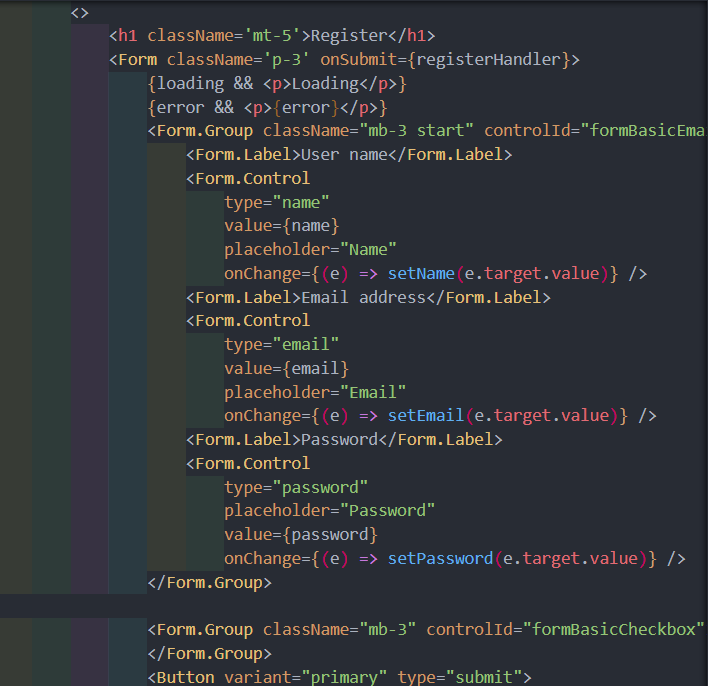 <>
<h1 className='mt-5'>Register</h1>
<Form className='p-3' onSubmit={registerHandler}>
{loading && <p>Loading</p>}
{error && <p>{error}</p>}
<Form.Group className="mb-3 start" controlId="formBasicEma
<Form.Label>User name</Form.Label>
<Form.Control
type="name"
value={name}
placeholder="Name"
onChange={(e) => setName(e.target.value)} />
<Form.Label>Email address</Form.Label>
<Form.Control
type="email"
value={email}
placeholder="Email"
onChange={(e) => setEmail(e.target.value)} />
<Form.Label>Password</Form.Label>
<Form.Control
type="password"
placeholder="Password"
value={password}
onChange={(e) => setPassword(e.target.value)} />
</Form.Group>
<Form.Group className="mb-3" controlId="formBasicCheckbox"
</Form.Group>
<Button variant="primary" type="submit">